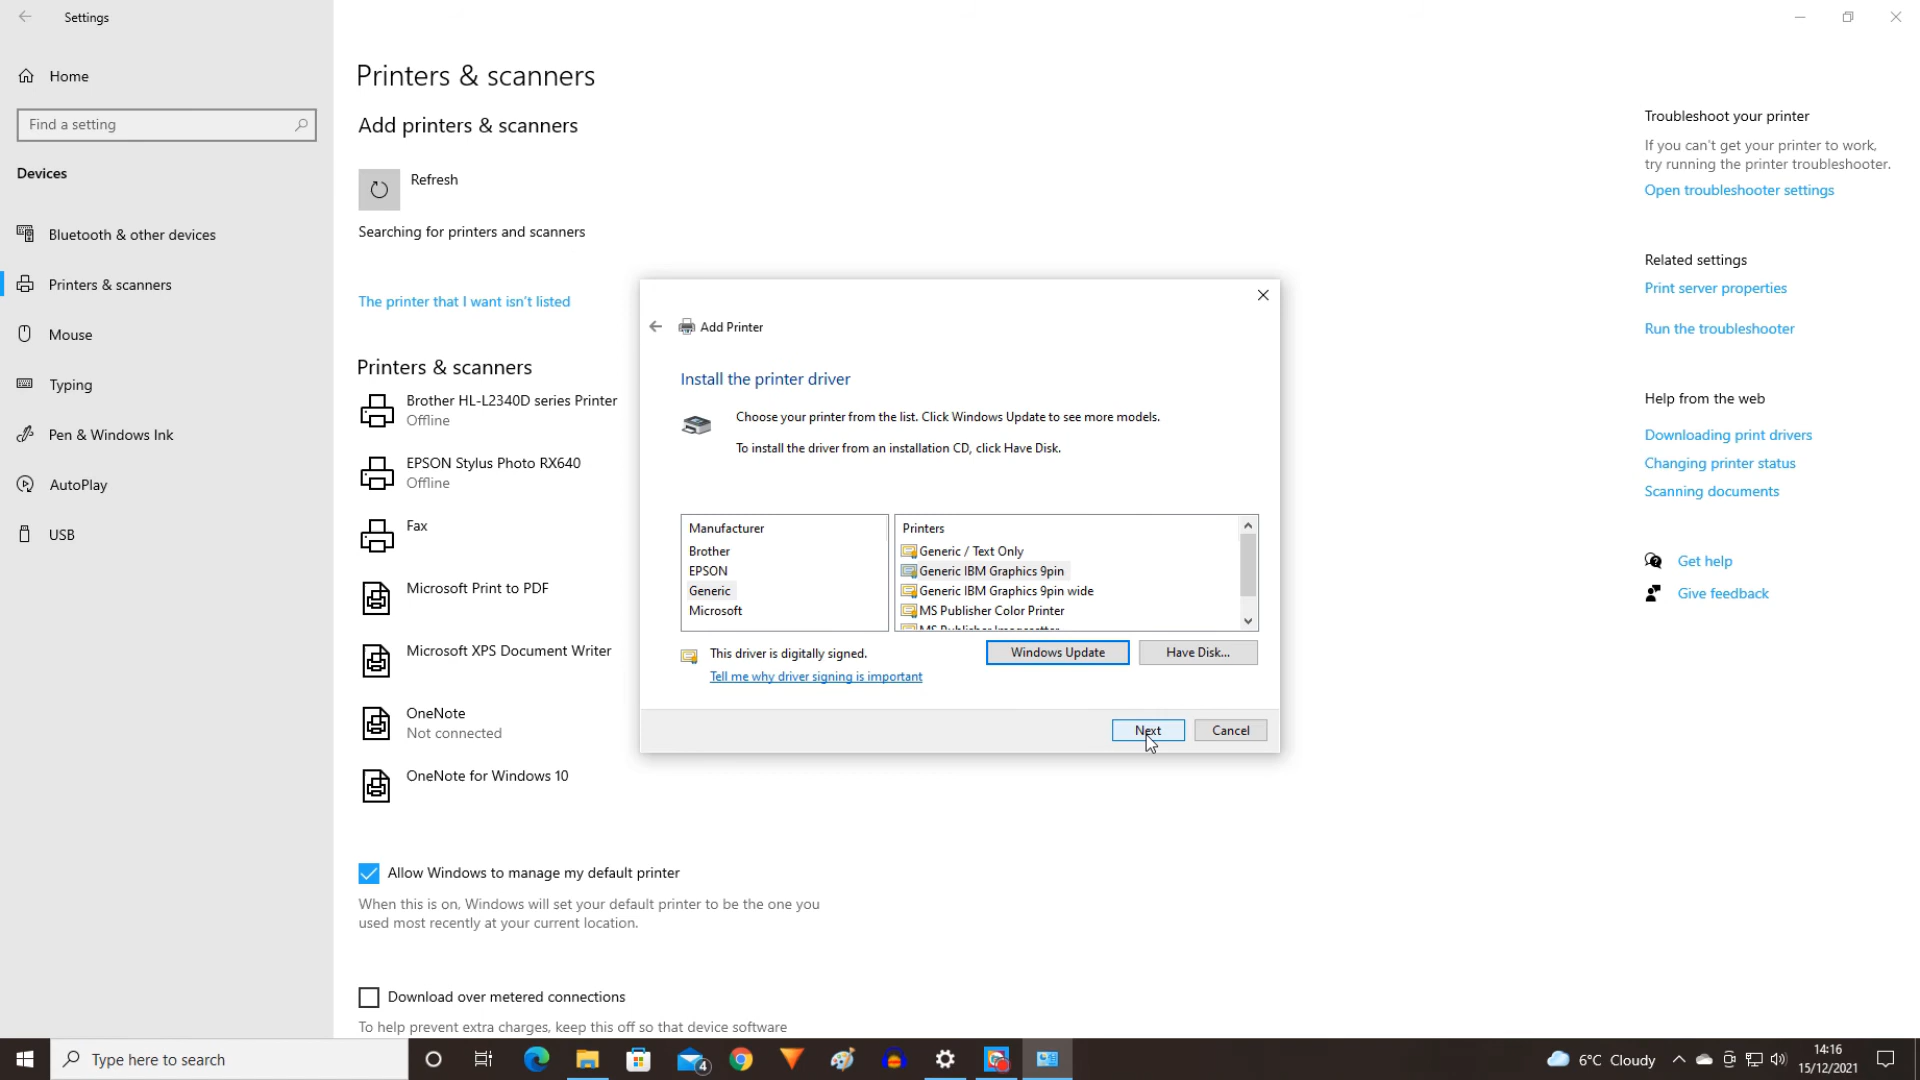 Settings
Home
Find a setting
Devices
Bluetooth & other devices
Printers & scanners
Mouse
Typing
Pen & Windows Ink
AutoPlay
USB
Printers & scanners
Add printers & scanners
Refresh
Searching for printers and scanners
The printer that I want isn't listed
Printers & scanners
Brother HL-L2340D series Printer
Offline
EPSON Stylus Photo RX640
Offline
Fax
Microsoft Print to PDF
Microsoft XPS Document Writer
OneNote
Not connected
OneNote for Windows 10
Allow Windows to manage my default printer
When this is on, Windows will set your default printer to be the one you
used most recently at your current location.
Download over metered connections
To help prevent extra charges, keep this off so that device software
Add Printer
Install the printer driver
Choose your printer from the list. Click Windows Update to see more models.
To install the driver from an installation CD, click Have Disk.
Manufacturer
Brother
EPSON
Generic
Microsoft
Printers
Generic / Text Only
Generic IBM Graphics 9pin
Generic IBM Graphics 9pin wide
MS Publisher Color Printer
MS Publisher Imagesetter
This driver is digitally signed.
Tell me why driver signing is important
Windows Update
Have Disk...
Next
Cancel
Troubleshoot your printer
If you can't get your printer to work,
try running the printer troubleshooter.
Open troubleshooter settings
Related settings
Print server properties
Run the troubleshooter
Help from the web
Downloading print drivers
Changing printer status
Scanning documents
Get help
Give feedback
Type here to search
4
6°C Cloudy
14:16
15/12/2021